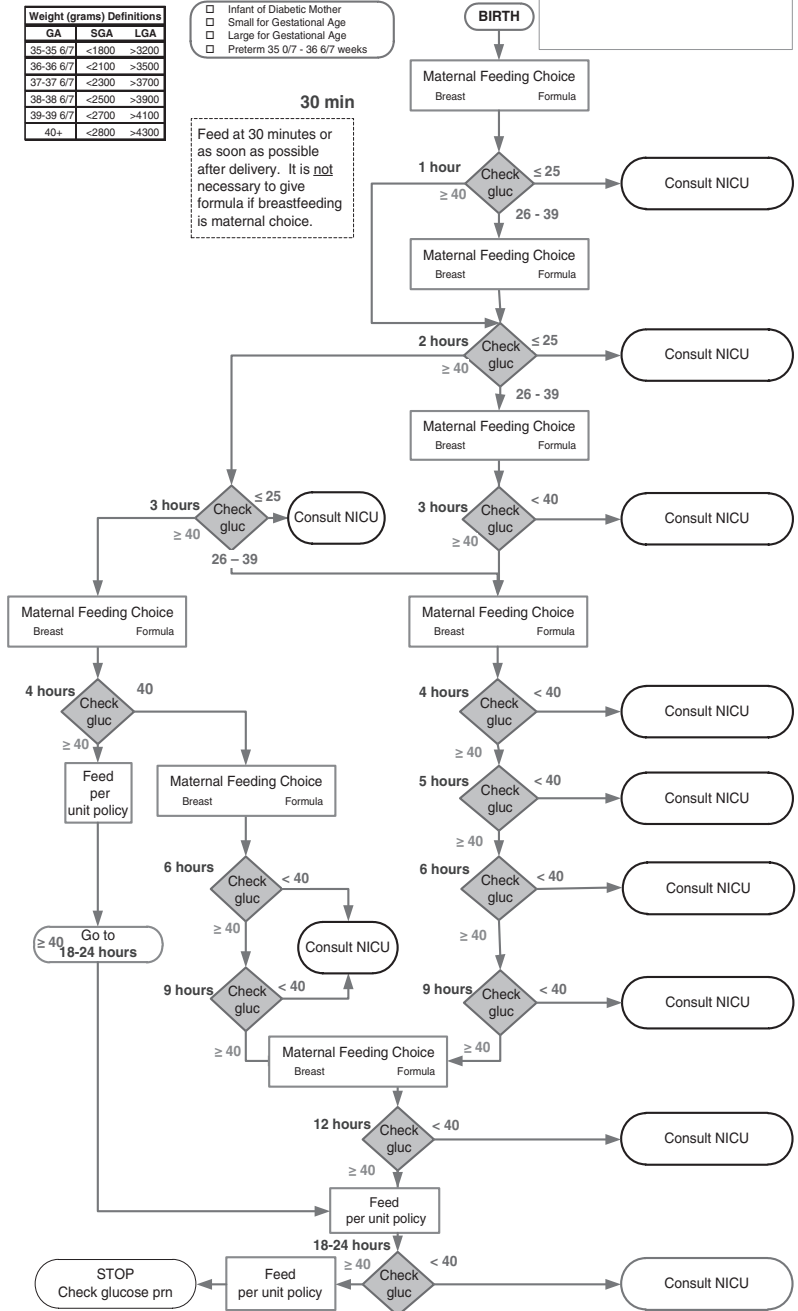 Weight (grams) Definitions
GA SGA LGA
35-35 6/7 <1800 >3200
36-36 6/7 <2100 >3500
37-37 6/7 <2300 >3700
38-38 6/7 <2500 >3900
39-39 6/7 <2700 >4100
40+ <2800 >4300
Infant of Diabetic Mother
Small for Gestational Age
Large for Gestational Age
Preterm 35 0/7 - 36 6/7 weeks
BIRTH
Maternal Feeding Choice
Breast Formula
30 min
Feed at 30 minutes or
as soon as possible
after delivery. It is not
necessary to give
formula if breastfeeding
is maternal choice.
1 hour
Check
gluc
≤ 25
≥ 40
26 - 39
Consult NICU
Maternal Feeding Choice
Breast Formula
2 hours
Check
gluc
≤ 25
≥ 40
26 - 39
Consult NICU
Maternal Feeding Choice
Breast Formula
3 hours
Check
gluc
≤ 25
≥ 40
26 – 39
Consult NICU
3 hours
Check
gluc
< 40
≥ 40
Consult NICU
Maternal Feeding Choice
Breast Formula
Maternal Feeding Choice
Breast Formula
4 hours
Check
gluc
40
≥ 40
Feed
per
unit policy
Maternal Feeding Choice
Breast Formula
4 hours
Check
gluc
< 40
≥ 40
Consult NICU
5 hours
Check
gluc
< 40
≥ 40
Consult NICU
6 hours
Check
gluc
< 40
≥ 40
6 hours
Check
gluc
< 40
≥ 40
Consult NICU
≥ 40
Go to
18-24 hours
Consult NICU
9 hours
Check
gluc
< 40
≥ 40
9 hours
Check
gluc
< 40
≥ 40
Consult NICU
Maternal Feeding Choice
Breast Formula
12 hours
Check
gluc
< 40
≥ 40
Consult NICU
Feed
per unit policy
18-24 hours
Check
gluc
< 40
≥ 40
Consult NICU
Feed
per unit policy
STOP
Check glucose prn